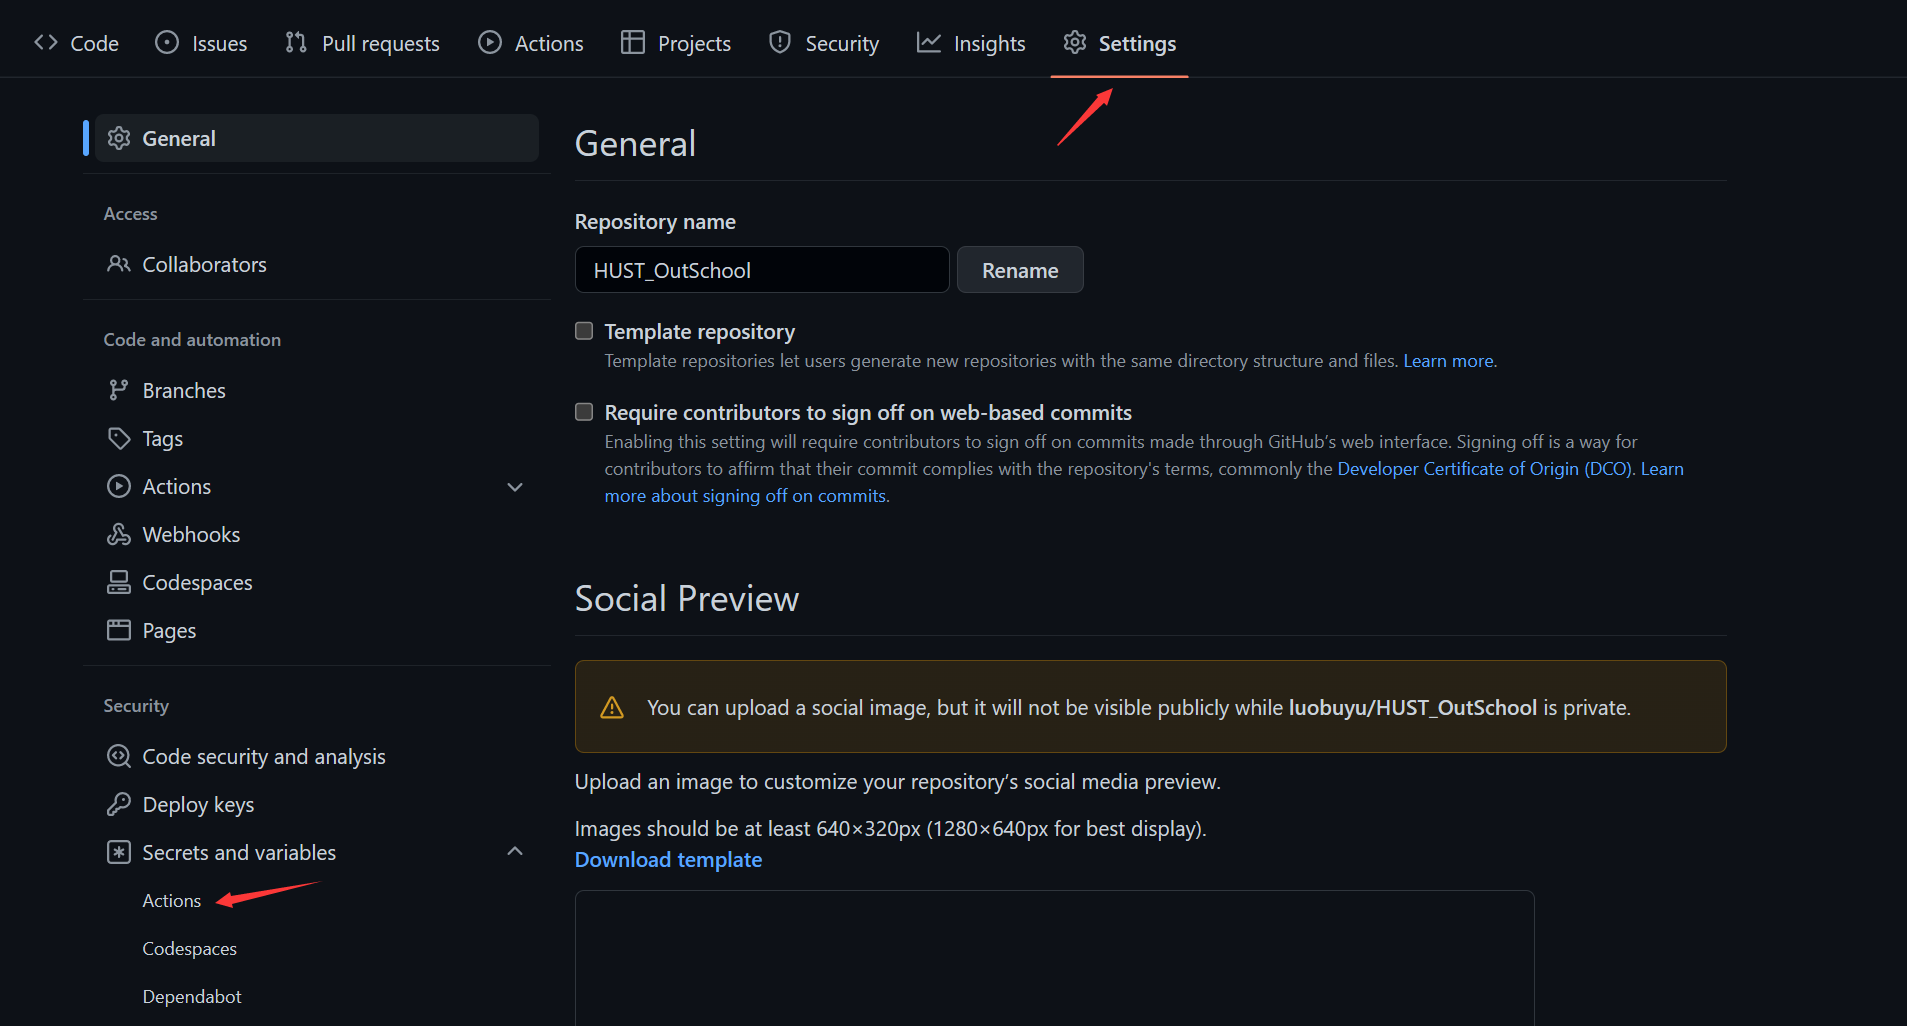 Code
Issues
Pull requests
Actions
Projects
Security
Insights
Settings
General
Access
Collaborators
Code and automation
Branches
Tags
Actions
Webhooks
Codespaces
Pages
Security
Code security and analysis
Deploy keys
Secrets and variables
Actions
Codespaces
Dependabot
General
Repository name
HUST_OutSchool
Rename
Template repository
Template repositories let users generate new repositories with the same directory structure and files. Learn more.
Require contributors to sign off on web-based commits
Enabling this setting will require contributors to sign off on commits made through GitHub’s web interface. Signing off is a way for
contributors to affirm that their commit complies with the repository's terms, commonly the Developer Certificate of Origin (DCO). Learn
more about signing off on commits.
Social Preview
You can upload a social image, but it will not be visible publicly while luobuyu/HUST_OutSchool is private.
Upload an image to customize your repository’s social media preview.
Images should be at least 640×320px (1280×640px for best display).
Download template